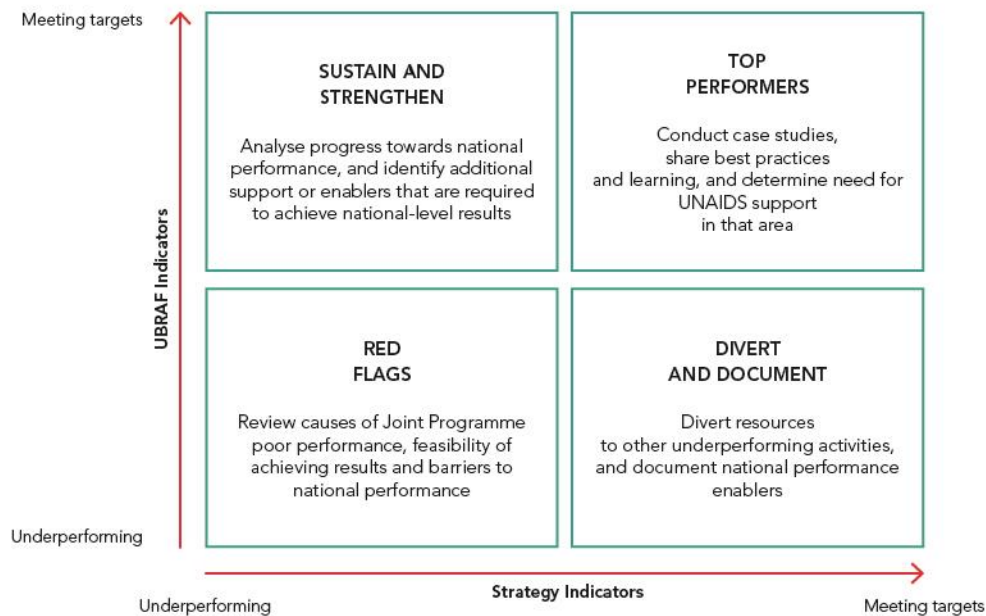 Meeting targets
SUSTAIN AND
STRENGTHEN
Analyse progress towards national
performance, and identify additional
support or enablers that are required
to achieve national-level results
TOP
PERFORMERS
Conduct case studies,
share best practices
and learning, and determine need for
UNAIDS support
in that area
UBRAF Indicators
RED
FLAGS
Review causes of Joint Programme
poor performance, feasibility of
achieving results and barriers to
national performance
DIVERT
AND DOCUMENT
Divert resources
to other underperforming activities,
and document national performance
enablers
Underperforming
Underperforming
Strategy Indicators
Meeting targets